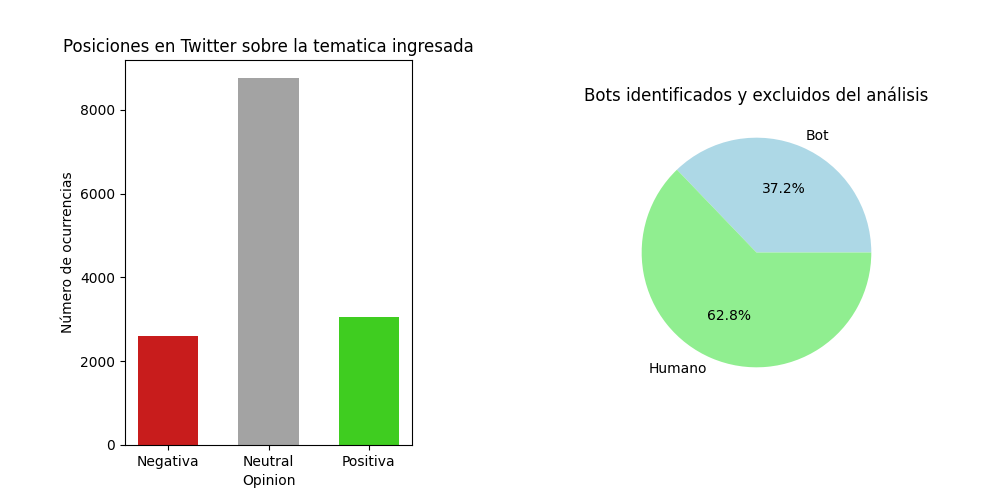 Posiciones en Twitter sobre la tematica ingresada
Número de ocurrencias
8000
6000
4000
2000
0
Negativa
Neutral
Positiva
Opinion
Bots identificados y excluidos del análisis
Bot
37.2%
62.8%
Humano